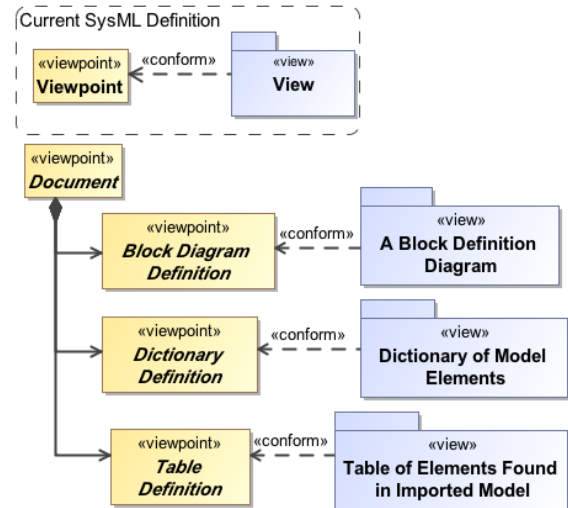 Current SysML Definition
«viewpoint»
Viewpoint
«conform»
«view»
View
«viewpoint»
Document
«viewpoint»
Block Diagram
Definition
«conform»
«view»
A Block Definition
Diagram
«viewpoint»
Dictionary
Definition
«conform»
«view»
Dictionary of Model
Elements
«viewpoint»
Table
Definition
«conform»
«view»
Table of Elements Found
in Imported Model